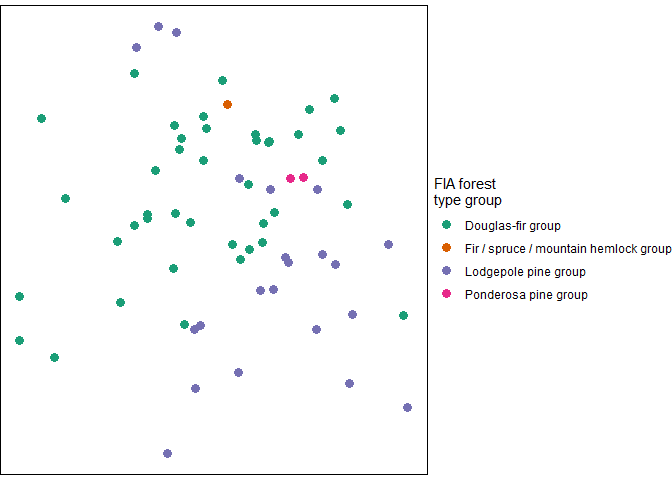 FIA forest
type group
Douglas-fir group
Fir / spruce / mountain hemlock group
Lodgepole pine group
Ponderosa pine group